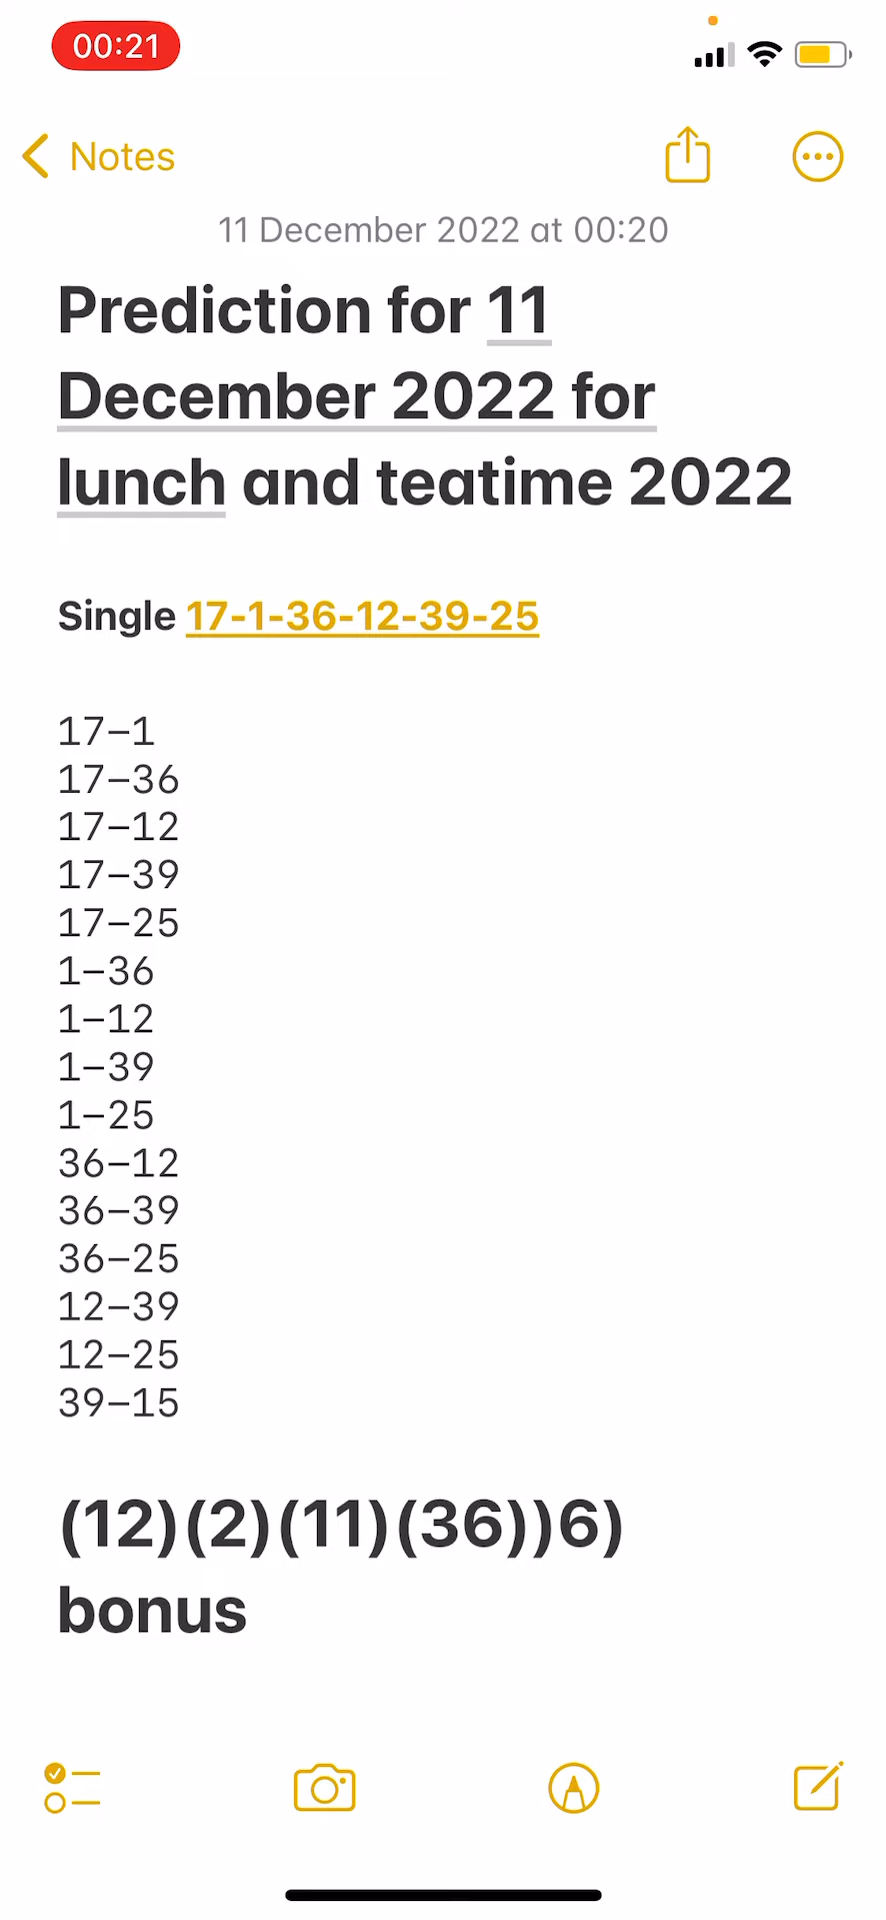 00:21
Notes
11 December 2022 at 00:20
Prediction for 11
December 2022 for
lunch and teatime 2022
Single 17-1-36-12-39-25
17–1
17–36
17–12
17–39
17–25
1–36
1–12
1–39
1–25
36–12
36–39
36–25
12–39
12–25
39–15
(12)(2)(11)(36))6)
bonus